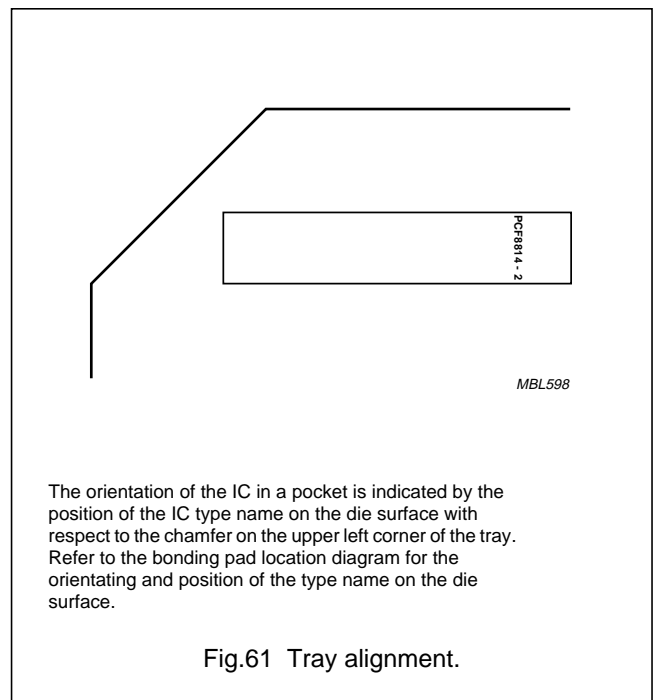 PCF8814 - 2
MBL598
The orientation of the IC in a pocket is indicated by the
position of the IC type name on the die surface with
respect to the chamfer on the upper left corner of the tray.
Refer to the bonding pad location diagram for the
orientating and position of the type name on the die
surface.
Fig.61 Tray alignment.